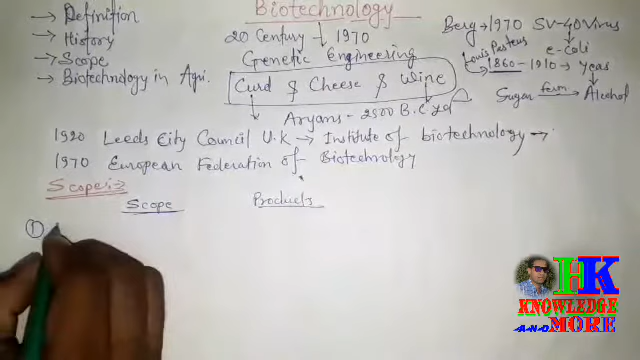 Biotechnology
→ Definition
→ History
→ Scope
→ Biotechnology in Agri.
20 Century → 1970
Genetic Engineering
Curd & Cheese & Wine
Aryans - 2500 B.C.
Berg → 1970 SV-40 Virus
e-Coli
Louis Pasteus
1860 - 1910 → Yeas
Sugar ferm → Alcohol
1920 Leeds City Council U.K → Institute of biotechnology →
1970 European Federation of Biotechnology
Scope:→
Scope Products
①
HK
KNOWLEDGE
AND MORE